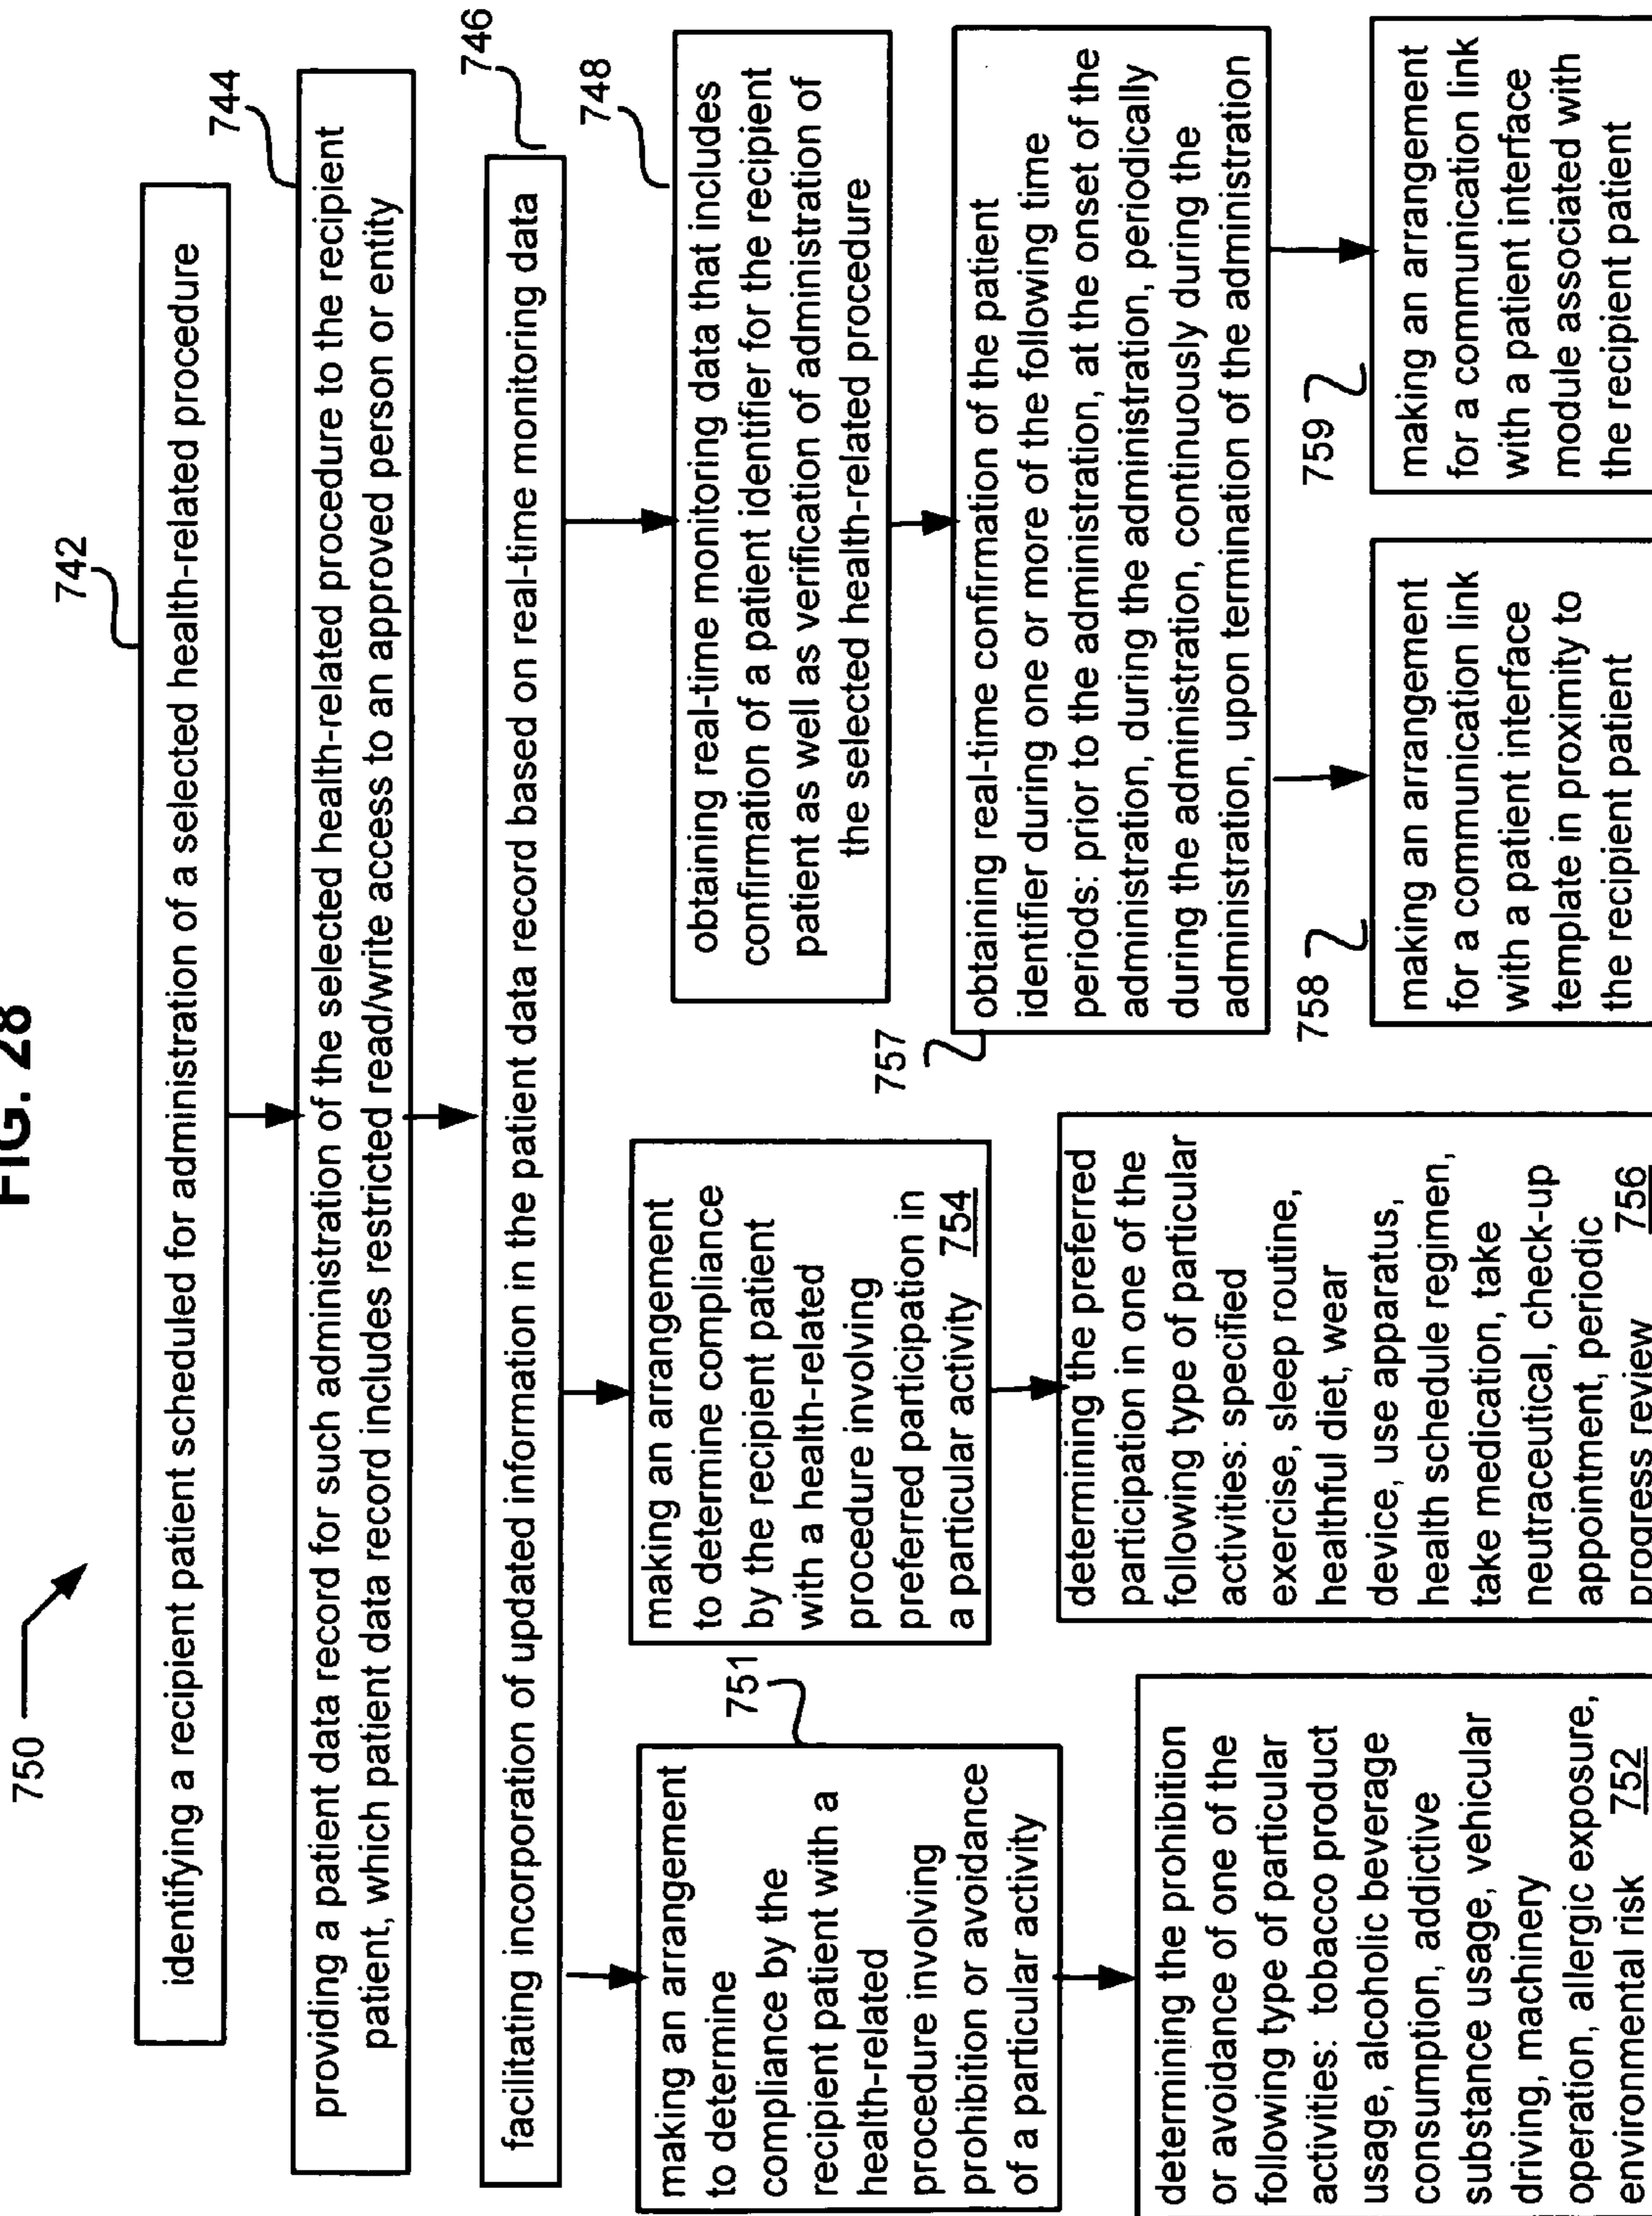 FIG. 28
750
742
identifying a recipient patient scheduled for administration of a selected health-related procedure
744
providing a patient data record for such administration of the selected health-related procedure to the recipient
patient, which patient data record includes restricted read/write access to an approved person or entity
746
facilitating incorporation of updated information in the patient data record based on real-time monitoring data
751
making an arrangement
to determine
compliance by the
recipient patient with a
health-related
procedure involving
prohibition or avoidance
of a particular activity
determining the prohibition
or avoidance of one of the
following type of particular
activities: tobacco product
usage, alcoholic beverage
consumption, addictive
substance usage, vehicular
driving, machinery
operation, allergic exposure,
environmental risk 752
making an arrangement
to determine compliance
by the recipient patient
with a health-related
procedure involving
preferred participation in
a particular activity 754
determining the preferred
participation in one of the
following type of particular
activities: specified
exercise, sleep routine,
healthful diet, wear
device, use apparatus,
health schedule regimen,
take medication, take
neutraceutical, check-up
appointment, periodic
progress review 756
748
obtaining real-time monitoring data that includes
confirmation of a patient identifier for the recipient
patient as well as verification of administration of
the selected health-related procedure
757
obtaining real-time confirmation of the patient
identifier during one or more of the following time
periods: prior to the administration, at the onset of the
administration, during the administration, periodically
during the administration, continuously during the
administration, upon termination of the administration
758
making an arrangement
for a communication link
with a patient interface
template in proximity to
the recipient patient
759
making an arrangement
for a communication link
with a patient interface
module associated with
the recipient patient